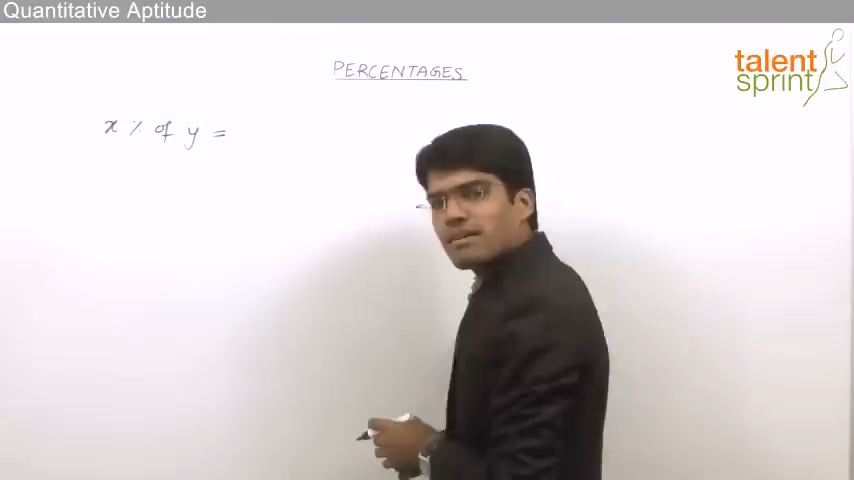 Quantitative Aptitude
PERCENTAGES
talent
sprint
x % of y =